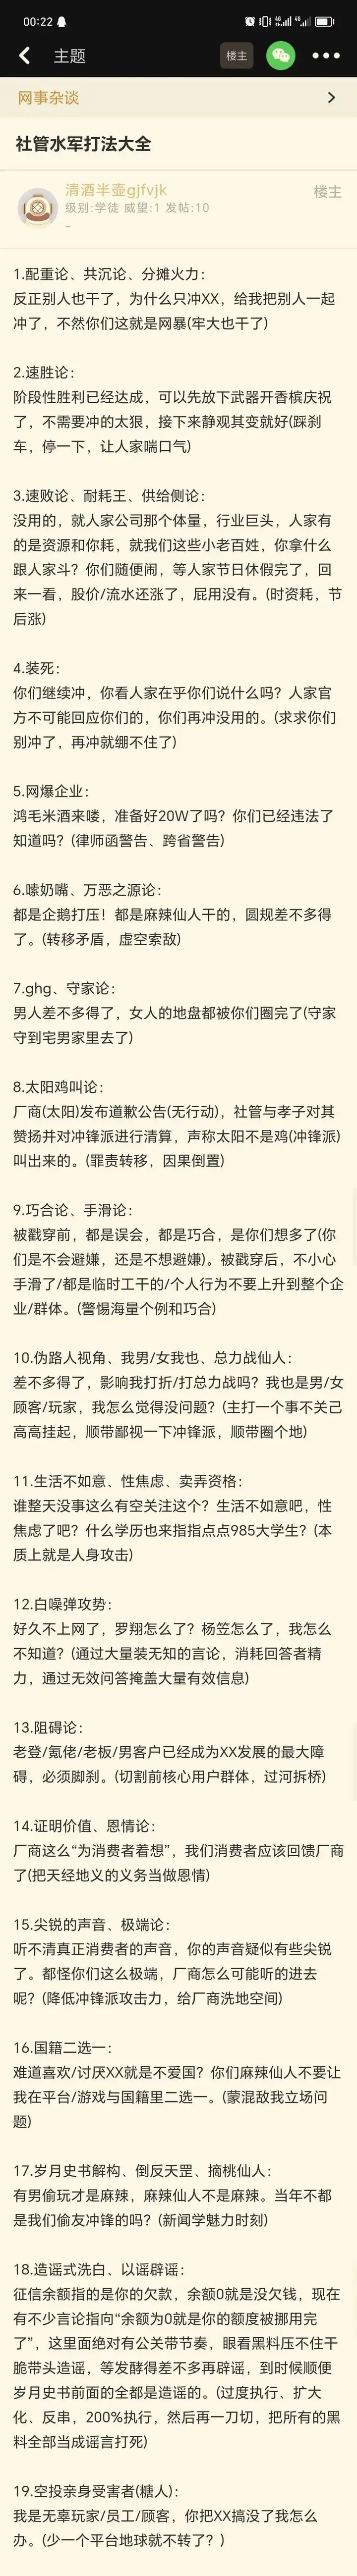 00:22
主题
楼主
网事杂谈
社管水军打法大全
清酒半壶gjfvjk
楼主
级别:学徒 威望:1 发帖:10
-
1.配重论、共沉论、分摊火力：
反正别人也干了，为什么只冲XX，给我把别人一起
冲了，不然你们这就是网暴(牢大也干了)
2.速胜论：
阶段性胜利已经达成，可以先放下武器开香槟庆祝
了，不需要冲的太狠，接下来静观其变就好(踩刹
车，停一下，让人家喘口气)
3.速败论、耐耗王、供给侧论：
没用的，就人家公司那个体量，行业巨头，人家有
的是资源和你耗，就我们这些小老百姓，你拿什么
跟人家斗？你们随便闹，等人家节日休假完了，回
来一看，股价/流水还涨了，屁用没有。(时资耗，节
后涨)
4.装死：
你们继续冲，你看人家在乎你们说什么吗？人家官
方不可能回应你们的，你们再冲没用的。(求求你们
别冲了，再冲就绷不住了)
5.网爆企业：
鸿毛米酒来喽，准备好20W了吗？你们已经违法了
知道吗？(律师函警告、跨省警告)
6.嗦奶嘴、万恶之源论：
都是企鹅打压！都是麻辣仙人干的，圆规差不多得
了。(转移矛盾，虚空索敌)
7.ghg、守家论：
男人差不多得了，女人的地盘都被你们圈完了(守家
守到宅男家里去了)
8.太阳鸡叫论：
厂商(太阳)发布道歉公告(无行动)，社管与孝子对其
赞扬并对冲锋派进行清算，声称太阳不是鸡(冲锋派)
叫出来的。(罪责转移，因果倒置)
9.巧合论、手滑论：
被戳穿前，都是误会，都是巧合，是你们想多了(你
们是不会避嫌，还是不想避嫌)。被戳穿后，不小心
手滑了/都是临时工干的/个人行为不要上升到整个企
业/群体。(警惕海量个例和巧合)
10.伪路人视角、我男/女我也、总力战仙人：
差不多得了，影响我打折/打总力战吗？我也是男/女
顾客/玩家，我怎么觉得没问题？(主打一个事不关己
高高挂起，顺带鄙视一下冲锋派，顺带圈个地)
11.生活不如意、性焦虑、卖弄资格：
谁整天没事这么有空关注这个？生活不如意吧，性
焦虑了吧？什么学历也来指指点点985大学生？(本
质上就是人身攻击)
12.白噪弹攻势：
好久不上网了，罗翔怎么了？杨笠怎么了，我怎么
不知道？(通过大量装无知的言论，消耗回答者精
力，通过无效问答掩盖大量有效信息)
13.阻碍论：
老登/氪佬/老板/男客户已经成为XX发展的最大障
碍，必须脚刹。(切割前核心用户群体，过河拆桥)
14.证明价值、恩情论：
厂商这么“为消费者着想”，我们消费者应该回馈厂商
了(把天经地义的义务当做恩情)
15.尖锐的声音、极端论：
听不清真正消费者的声音，你的声音疑似有些尖锐
了。都怪你们这么极端，厂商怎么可能听的进去
呢？(降低冲锋派攻击力，给厂商洗地空间)
16.国籍二选一：
难道喜欢/讨厌XX就是不爱国？你们麻辣仙人不要让
我在平台/游戏与国籍里二选一。(蒙混敌我立场问
题)
17.岁月史书解构、倒反天罡、摘桃仙人：
有男偷玩才是麻辣，麻辣仙人不是麻辣。当年不都
是我们偷友冲锋的吗？(新闻学魅力时刻)
18.造谣式洗白、以谣辟谣：
征信余额指的是你的欠款，余额0就是没欠钱，现在
有不少言论指向“余额为0就是你的额度被挪用完
了”，这里面绝对有公关带节奏，眼看黑料压不住干
脆带头造谣，等发酵得差不多再辟谣，到时候顺便
岁月史书前面的全都是造谣的。(过度执行、扩大
化、反串，200%执行，然后再一刀切，把所有的黑
料全部当成谣言打死)
19.空投亲身受害者(糖人)：
我是无辜玩家/员工/顾客，你把XX搞没了我怎么
办。(少一个平台地球就不转了？)